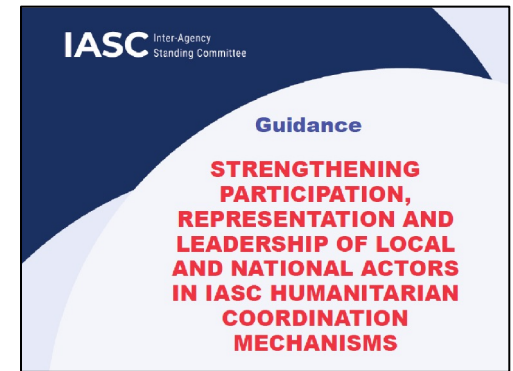 IASC Inter-Agency
Standing Committee
Guidance
STRENGTHENING
PARTICIPATION,
REPRESENTATION AND
LEADERSHIP OF LOCAL
AND NATIONAL ACTORS
IN IASC HUMANITARIAN
COORDINATION
MECHANISMS